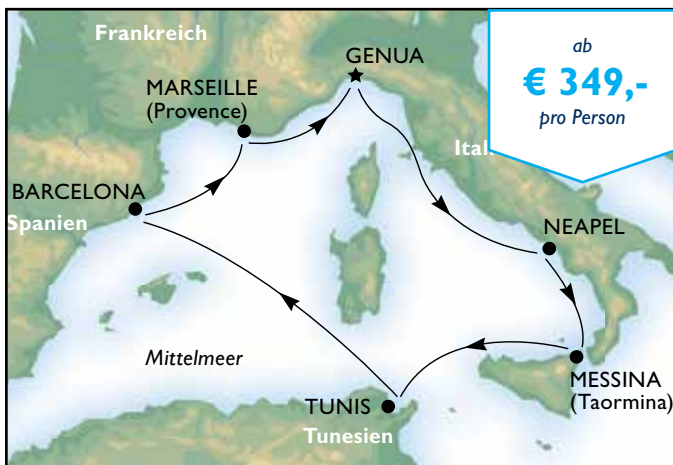 Frankreich
GENUA
ab
€ 349,-
pro Person
MARSEILLE
(Provence)
BARCELONA
Spanien
NEAPEL
Mittelmeer
MESSINA
(Taormina)
TUNIS
Tunesien